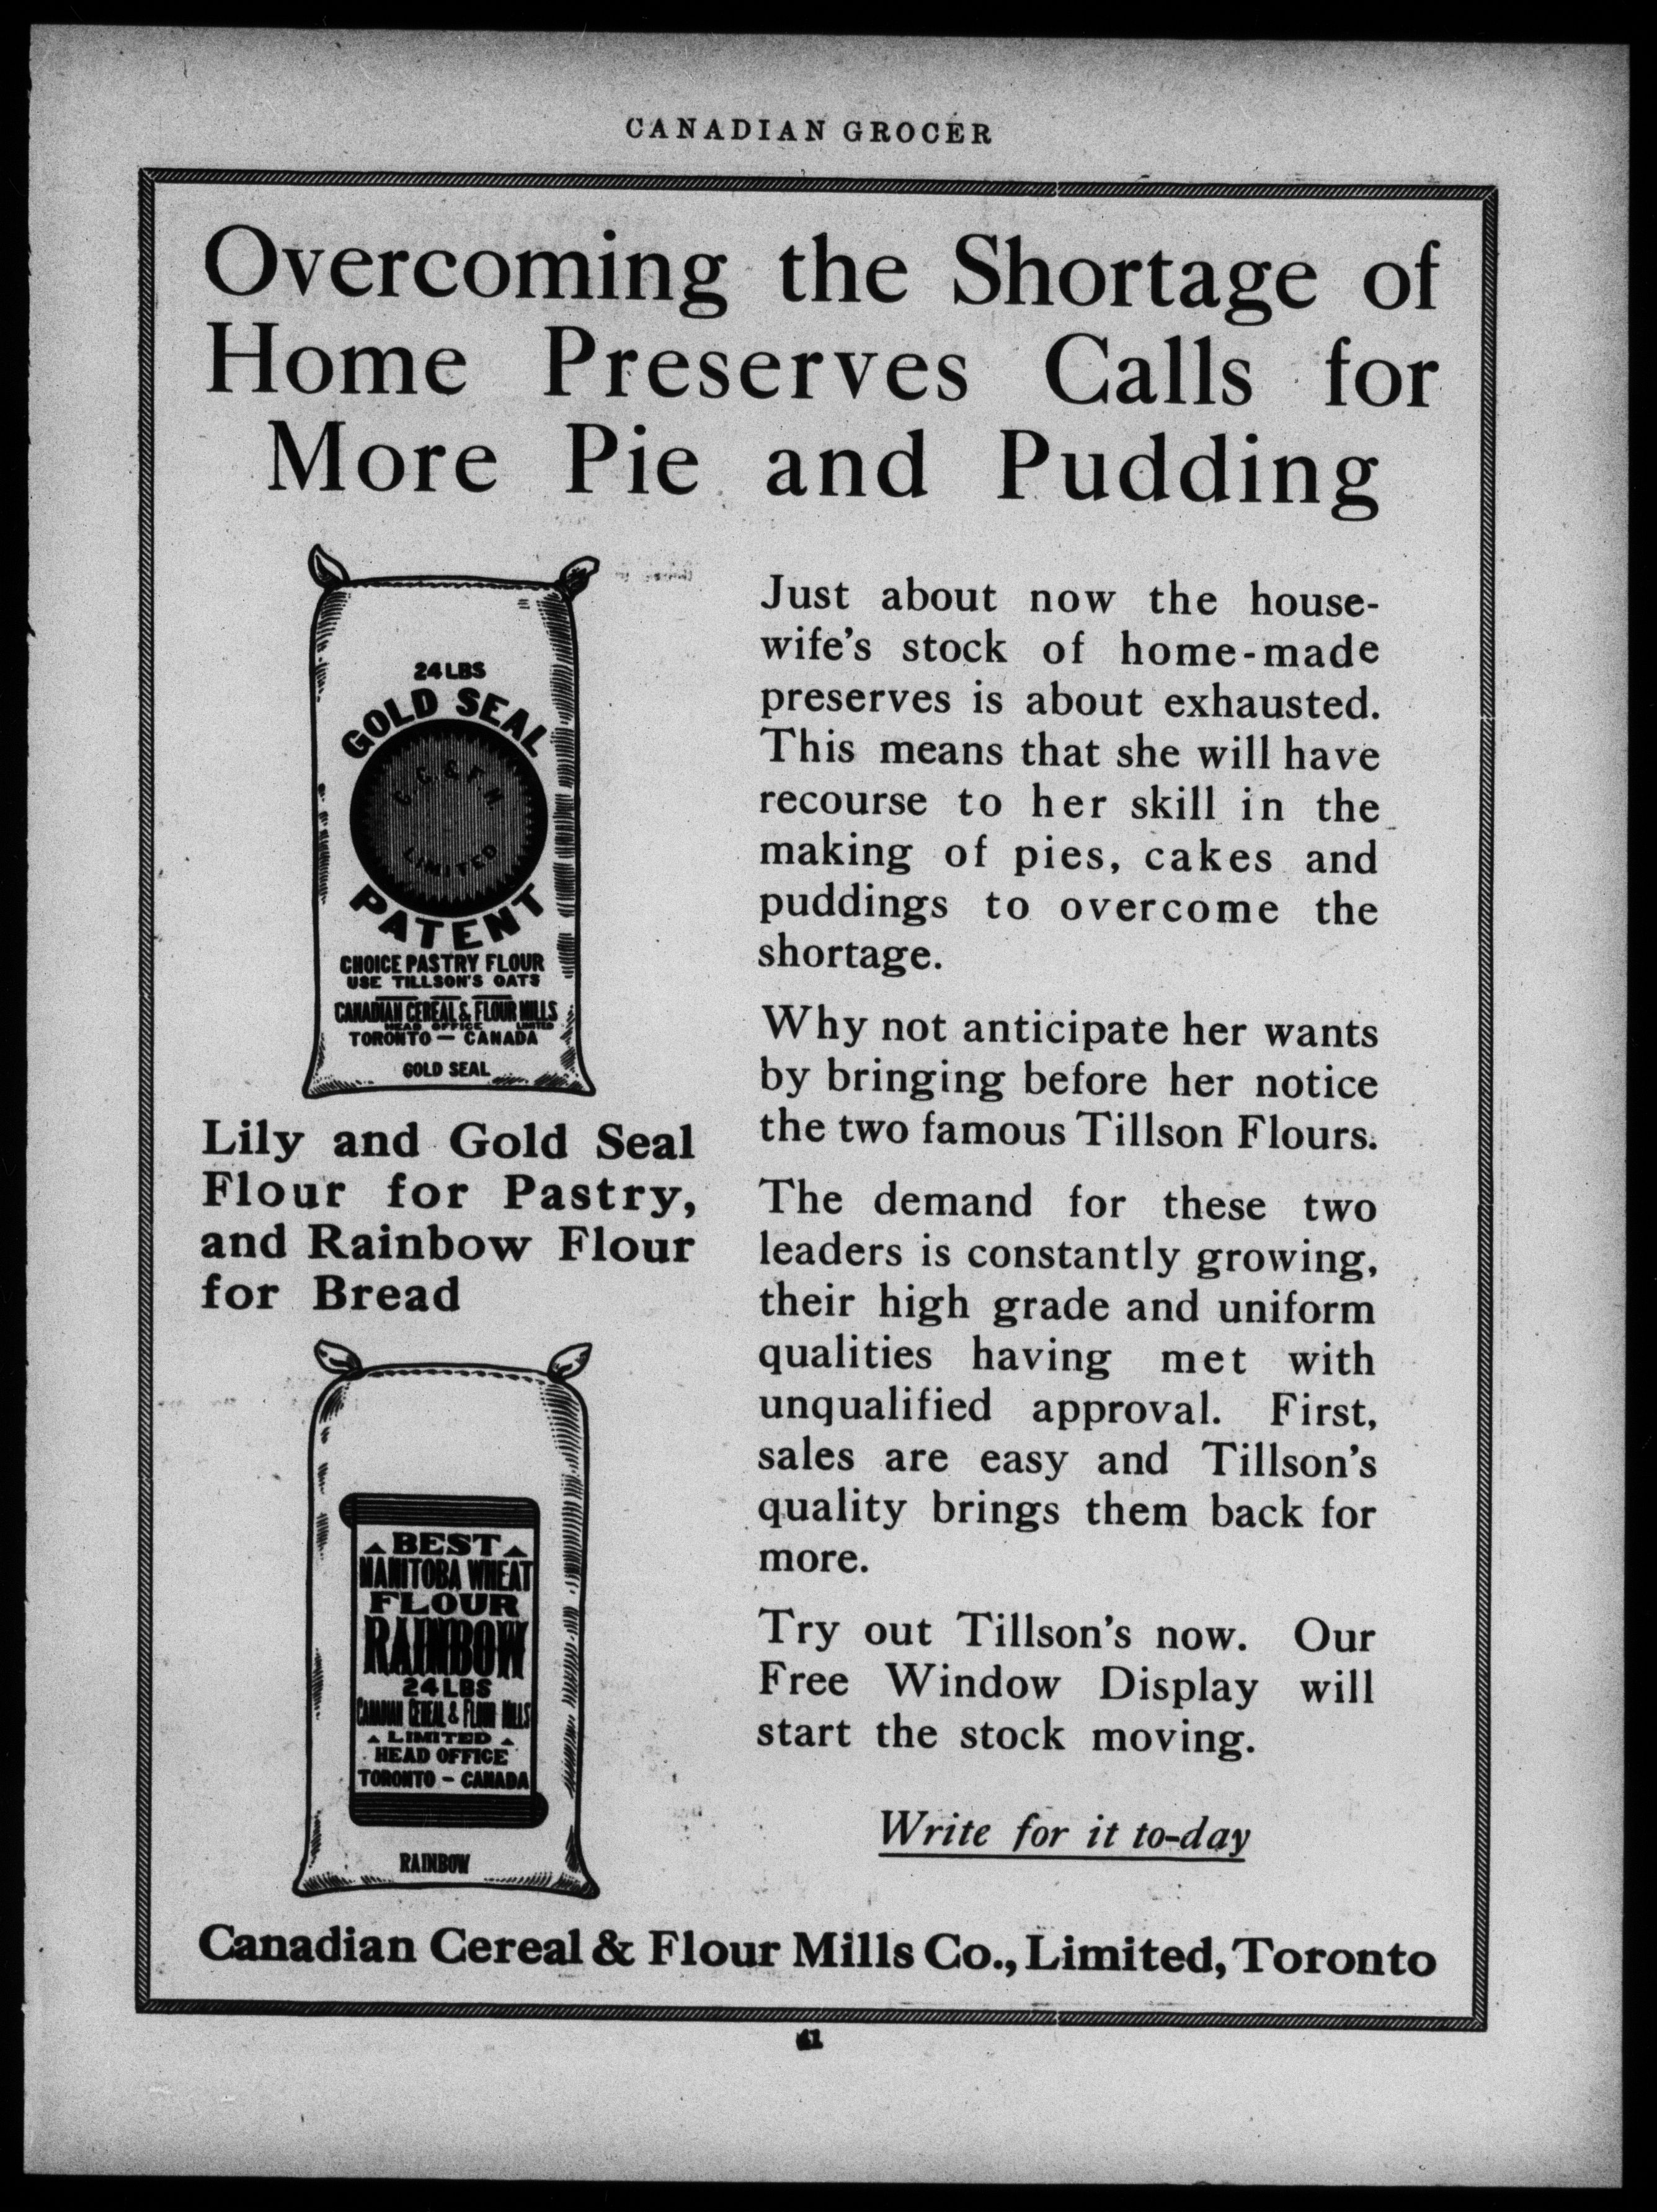 CANADIAN GROCER
Overcoming the Shortage of
Home Preserves Calls for
More Pie and Pudding
24 LBS
GOLD SEAL
C. C. & F. M.
LIMITED
PATENT
CHOICE PASTRY FLOUR
USE TILLSON'S OATS
CANADIAN CEREAL & FLOUR MILLS
HEAD OFFICE LIMITED
TORONTO — CANADA
GOLD SEAL
Lily and Gold Seal
Flour for Pastry,
and Rainbow Flour
for Bread
BEST
MANITOBA WHEAT
FLOUR
RAINBOW
24 LBS
CANADIAN CEREAL & FLOUR MILLS
LIMITED
HEAD OFFICE
TORONTO - CANADA
RAINBOW
Just about now the house-
wife's stock of home-made
preserves is about exhausted.
This means that she will have
recourse to her skill in the
making of pies, cakes and
puddings to overcome the
shortage.
Why not anticipate her wants
by bringing before her notice
the two famous Tillson Flours.
The demand for these two
leaders is constantly growing,
their high grade and uniform
qualities having met with
unqualified approval. First,
sales are easy and Tillson's
quality brings them back for
more.
Try out Tillson's now. Our
Free Window Display will
start the stock moving.
Write for it to-day
Canadian Cereal & Flour Mills Co., Limited, Toronto